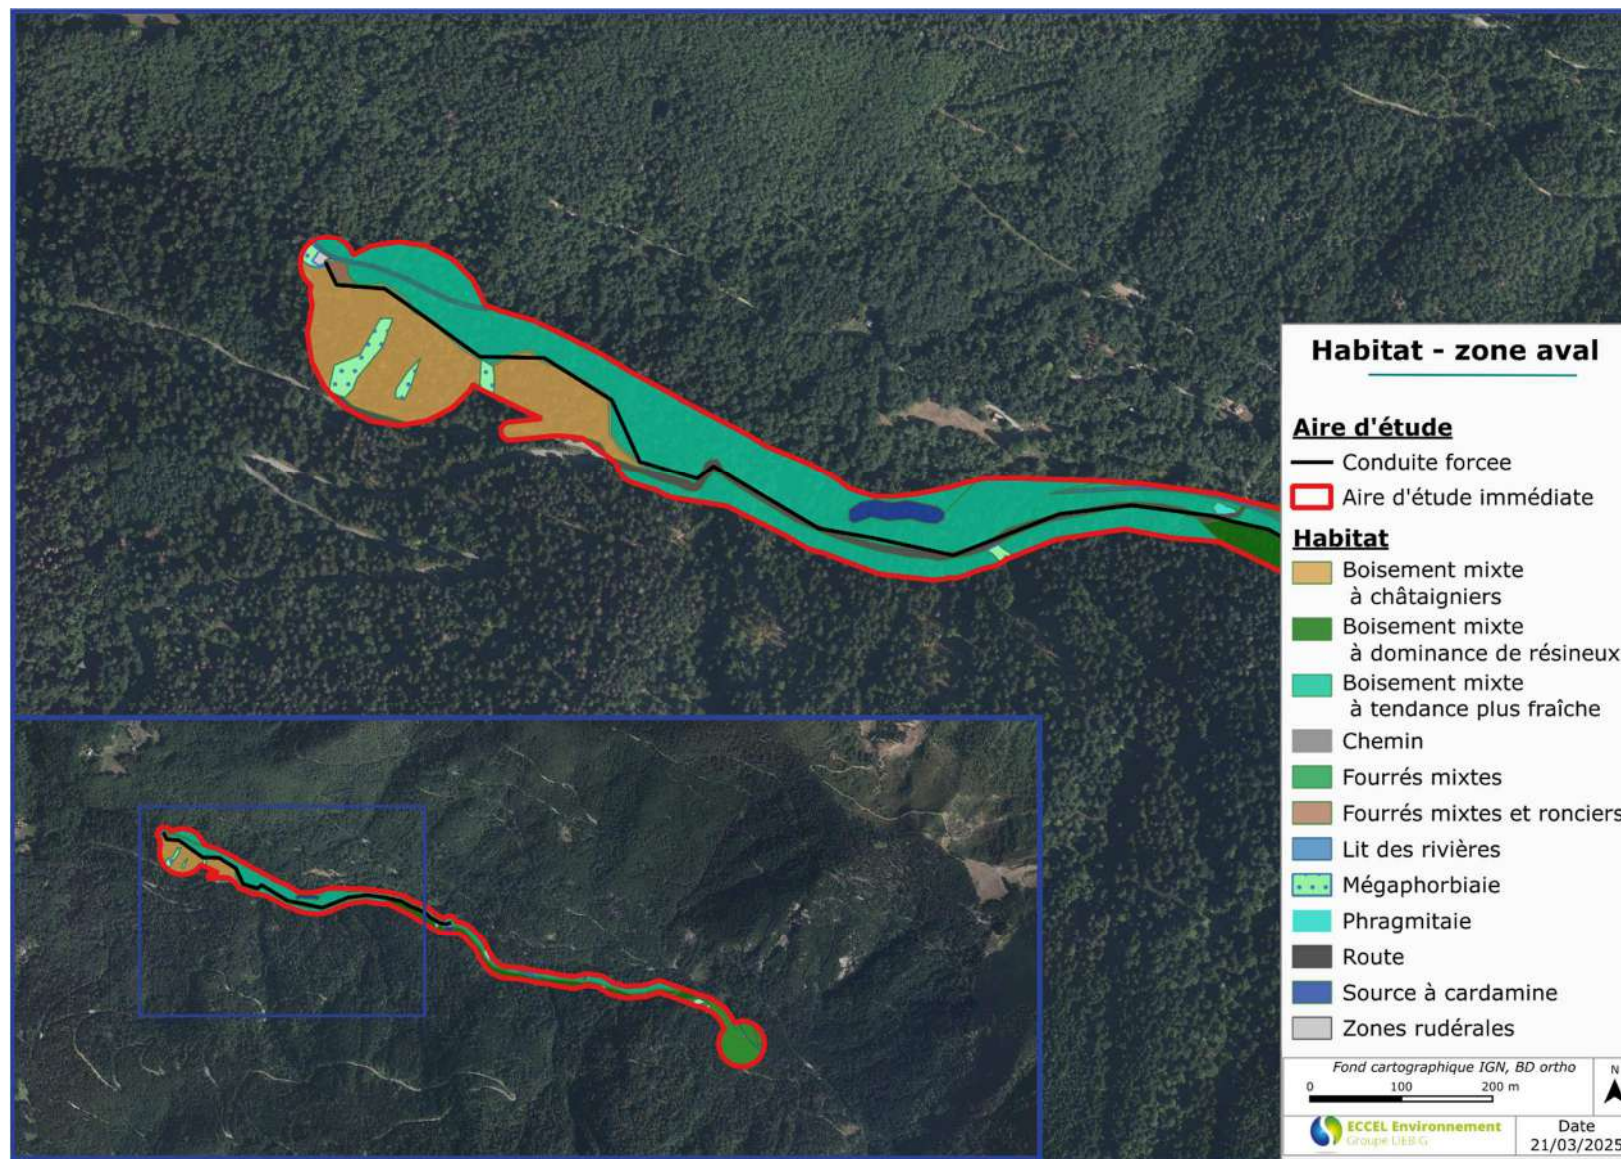 Habitat - zone aval
Aire d'étude
Conduite forcee
Aire d'étude immédiate
Habitat
Boisement mixte
à châtaigniers
Boisement mixte
à dominance de résineux
Boisement mixte
à tendance plus fraîche
Chemin
Fourrés mixtes
Fourrés mixtes et ronciers
Lit des rivières
Mégaphorbiaie
Phragmitaie
Route
Source à cardamine
Zones rudérales
Fond cartographique IGN, BD ortho
0 100 200 m
N
ECCEL Environnement
Groupe
Date
21/03/2025